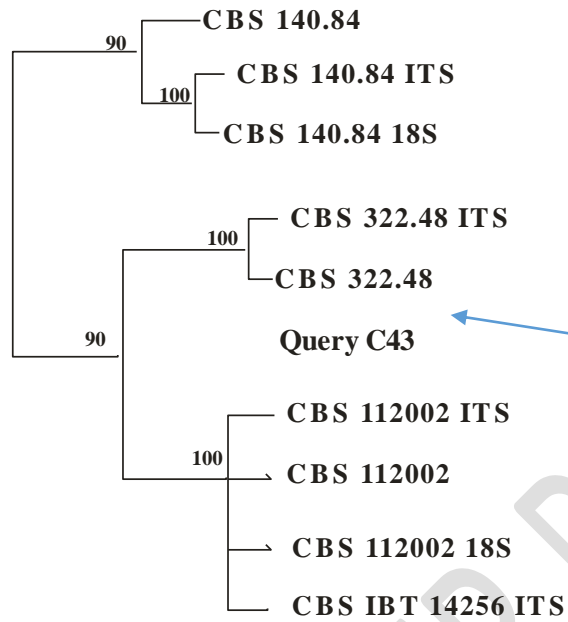 CBS 140.84
90
CBS 140.84 ITS
100
CBS 140.84 18S
CBS 322.48 ITS
100
CBS 322.48
90
Query C43
CBS 112002 ITS
100
CBS 112002
CBS 112002 18S
CBS IBT 14256 ITS